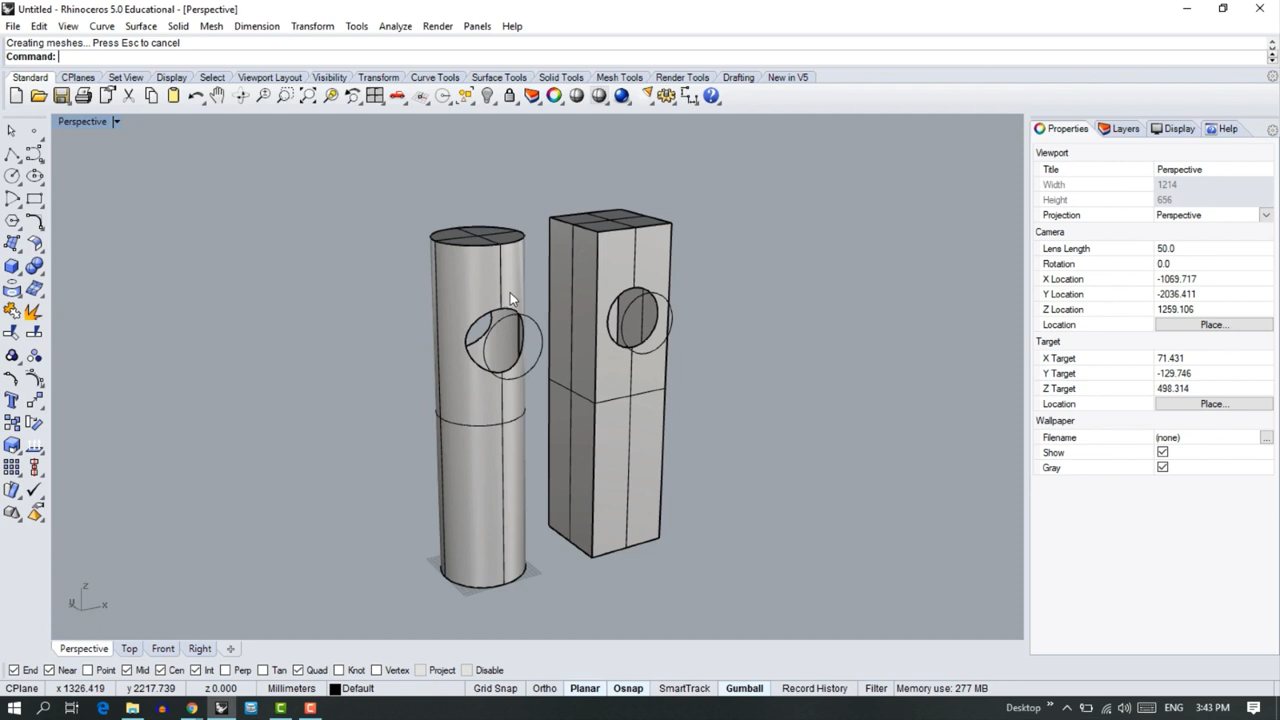 Untitled - Rhinoceros 5.0 Educational - [Perspective]
File Edit View Curve Surface Solid Mesh Dimension Transform Tools Analyze Render Panels Help
Creating meshes... Press Esc to cancel
Command:
Standard CPlanes Set View Display Select Viewport Layout Visibility Transform Curve Tools Surface Tools Solid Tools Mesh Tools Render Tools Drafting New in V5
Perspective
Properties Layers Display Help
Viewport
Title Perspective
Width 1214
Height 656
Projection Perspective
Camera
Lens Length 50.0
Rotation 0.0
X Location -1069.717
Y Location -2036.411
Z Location 1259.106
Location Place...
Target
X Target 71.431
Y Target -129.746
Z Target 498.314
Location Place...
Wallpaper
Filename (none) ...
Show
Gray
z
y x
Perspective Top Front Right
End Near Point Mid Cen Int Perp Tan Quad Knot Vertex Project Disable
CPlane x 1326.419 y 2217.739 z 0.000 Millimeters Default Grid Snap Ortho Planar Osnap SmartTrack Gumball Record History Filter Memory use: 277 MB
Desktop ENG 3:43 PM